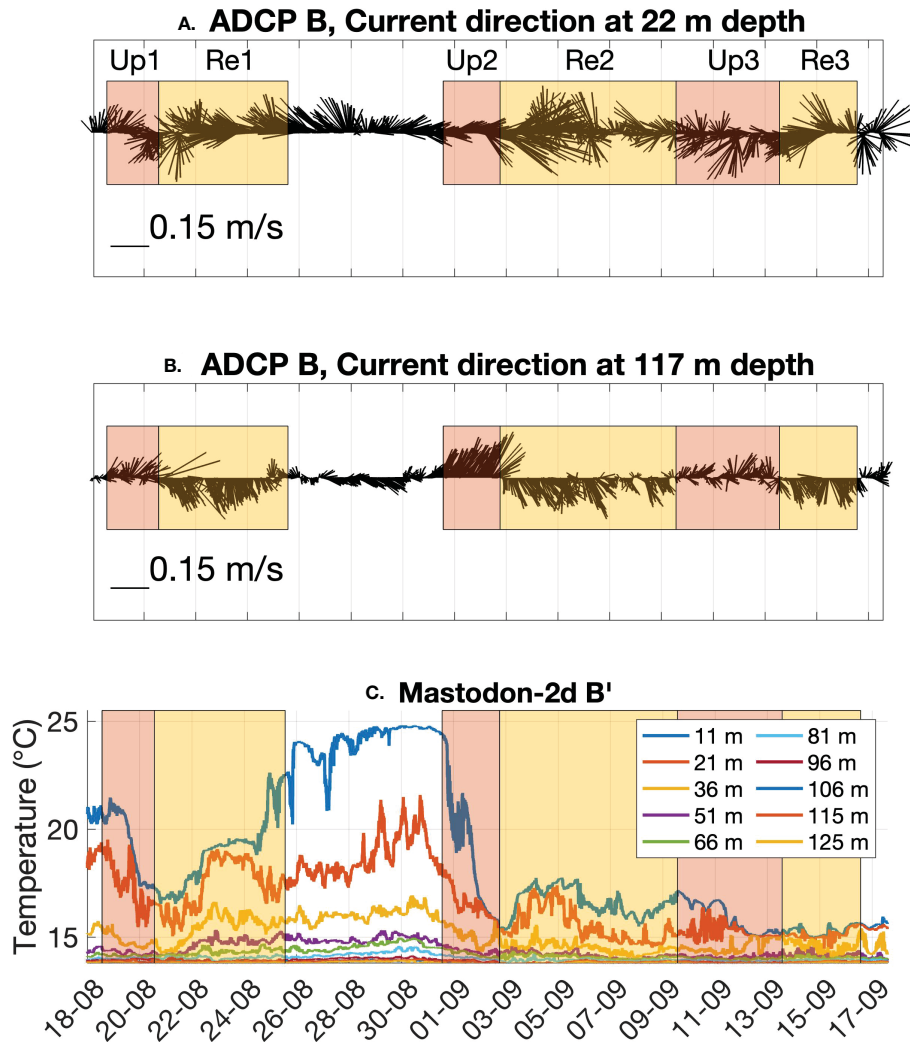 A. ADCP B, Current direction at 22 m depth
Up1 Re1 Up2 Re2 Up3 Re3
0.15 m/s
B. ADCP B, Current direction at 117 m depth
0.15 m/s
C. Mastodon-2d B'
Temperature (°C)
25
20
15
11 m 81 m
21 m 96 m
36 m 106 m
51 m 115 m
66 m 125 m
18-08 20-08 22-08 24-08 26-08 28-08 30-08 01-09 03-09 05-09 07-09 09-09 11-09 13-09 15-09 17-09